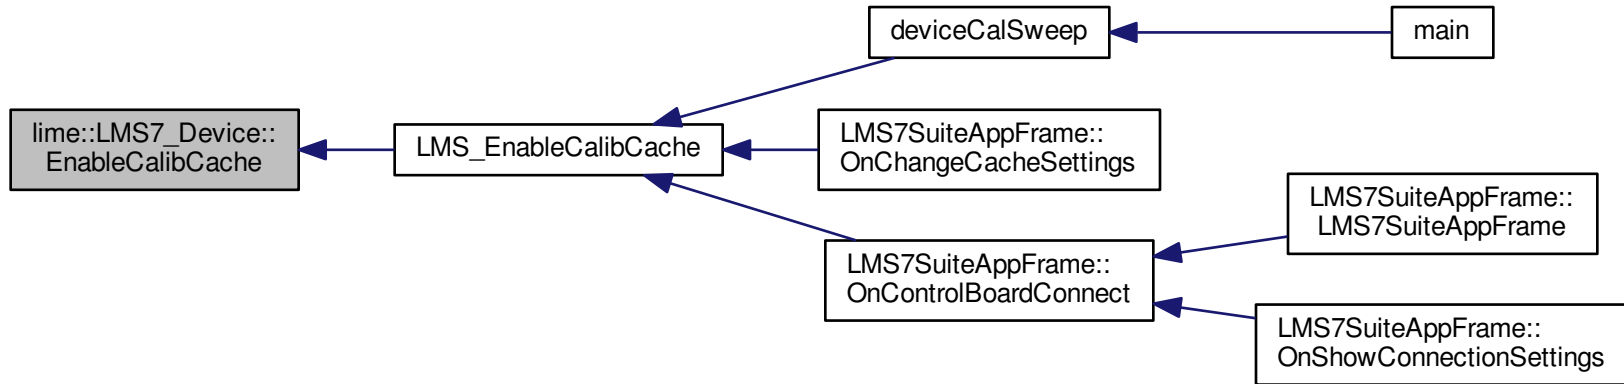 lime::LMS7_Device::
EnableCalibCache
LMS_EnableCalibCache
deviceCalSweep
main
LMS7SuiteAppFrame::
OnChangeCacheSettings
LMS7SuiteAppFrame::
OnControlBoardConnect
LMS7SuiteAppFrame::
LMS7SuiteAppFrame
LMS7SuiteAppFrame::
OnShowConnectionSettings